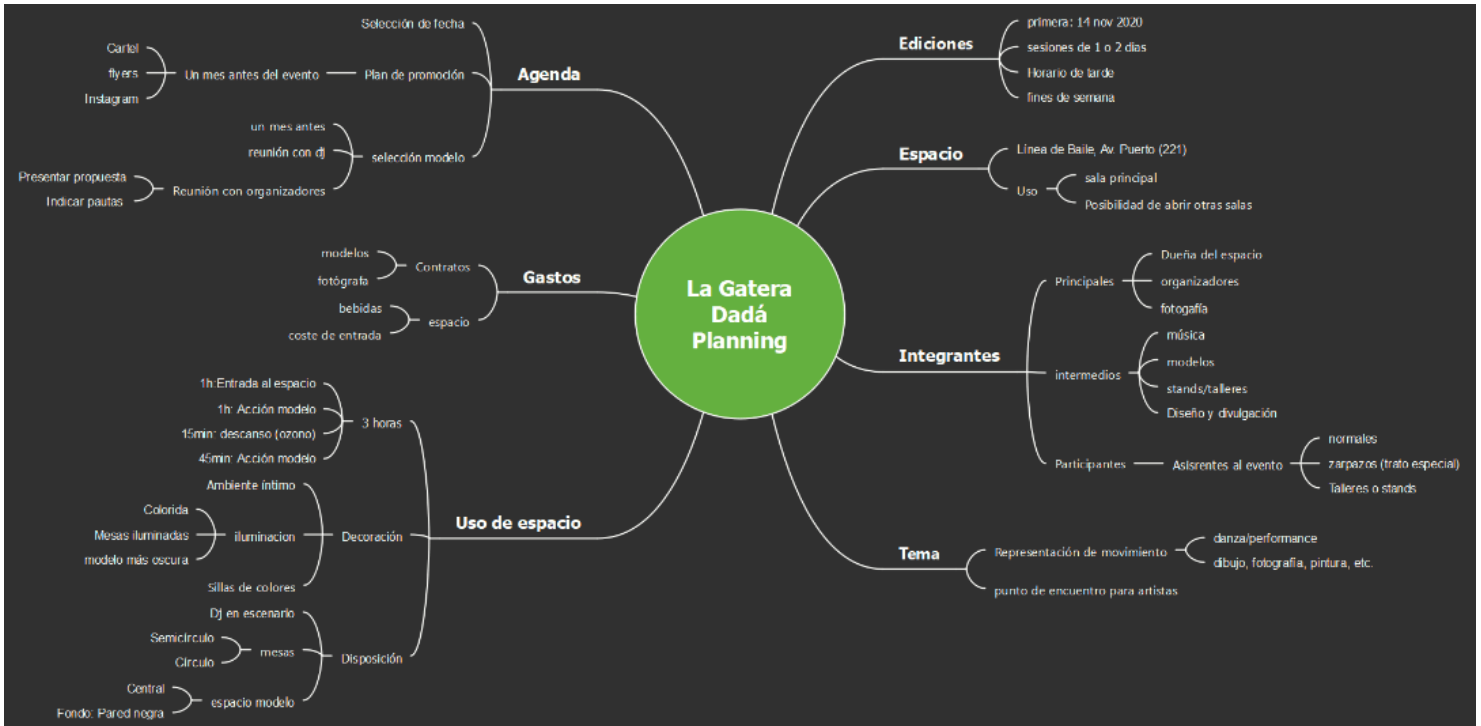 La Gatera
Dadá
Planning
Agenda
Selección de fecha
Plan de promoción
Un mes antes del evento
Cartel
flyers
Instagram
selección modelo
un mes antes
reunión con dj
Reunión con organizadores
Presentar propuesta
Indicar pautas
Gastos
Contratos
modelos
fotógrafa
espacio
bebidas
coste de entrada
Uso de espacio
3 horas
1h:Entrada al espacio
1h: Acción modelo
15min: descanso (ozono)
45min: Acción modelo
Decoración
Ambiente íntimo
iluminacion
Colorida
Mesas iluminadas
modelo más oscura
Sillas de colores
Disposición
Dj en escenario
mesas
Semicírculo
Círculo
espacio modelo
Central
Fondo: Pared negra
Ediciones
primera: 14 nov 2020
sesiones de 1 o 2 días
Horario de tarde
fines de semana
Espacio
Línea de Baile, Av. Puerto (221)
Uso
sala principal
Posibilidad de abrir otras salas
Integrantes
Principales
Dueña del espacio
organizadores
fotogafía
intermedios
música
modelos
stands/talleres
Diseño y divulgación
Participantes
Asisrentes al evento
normales
zarpazos (trato especial)
Talleres o stands
Tema
Representación de movimiento
danza/performance
dibujo, fotografía, pintura, etc.
punto de encuentro para artistas